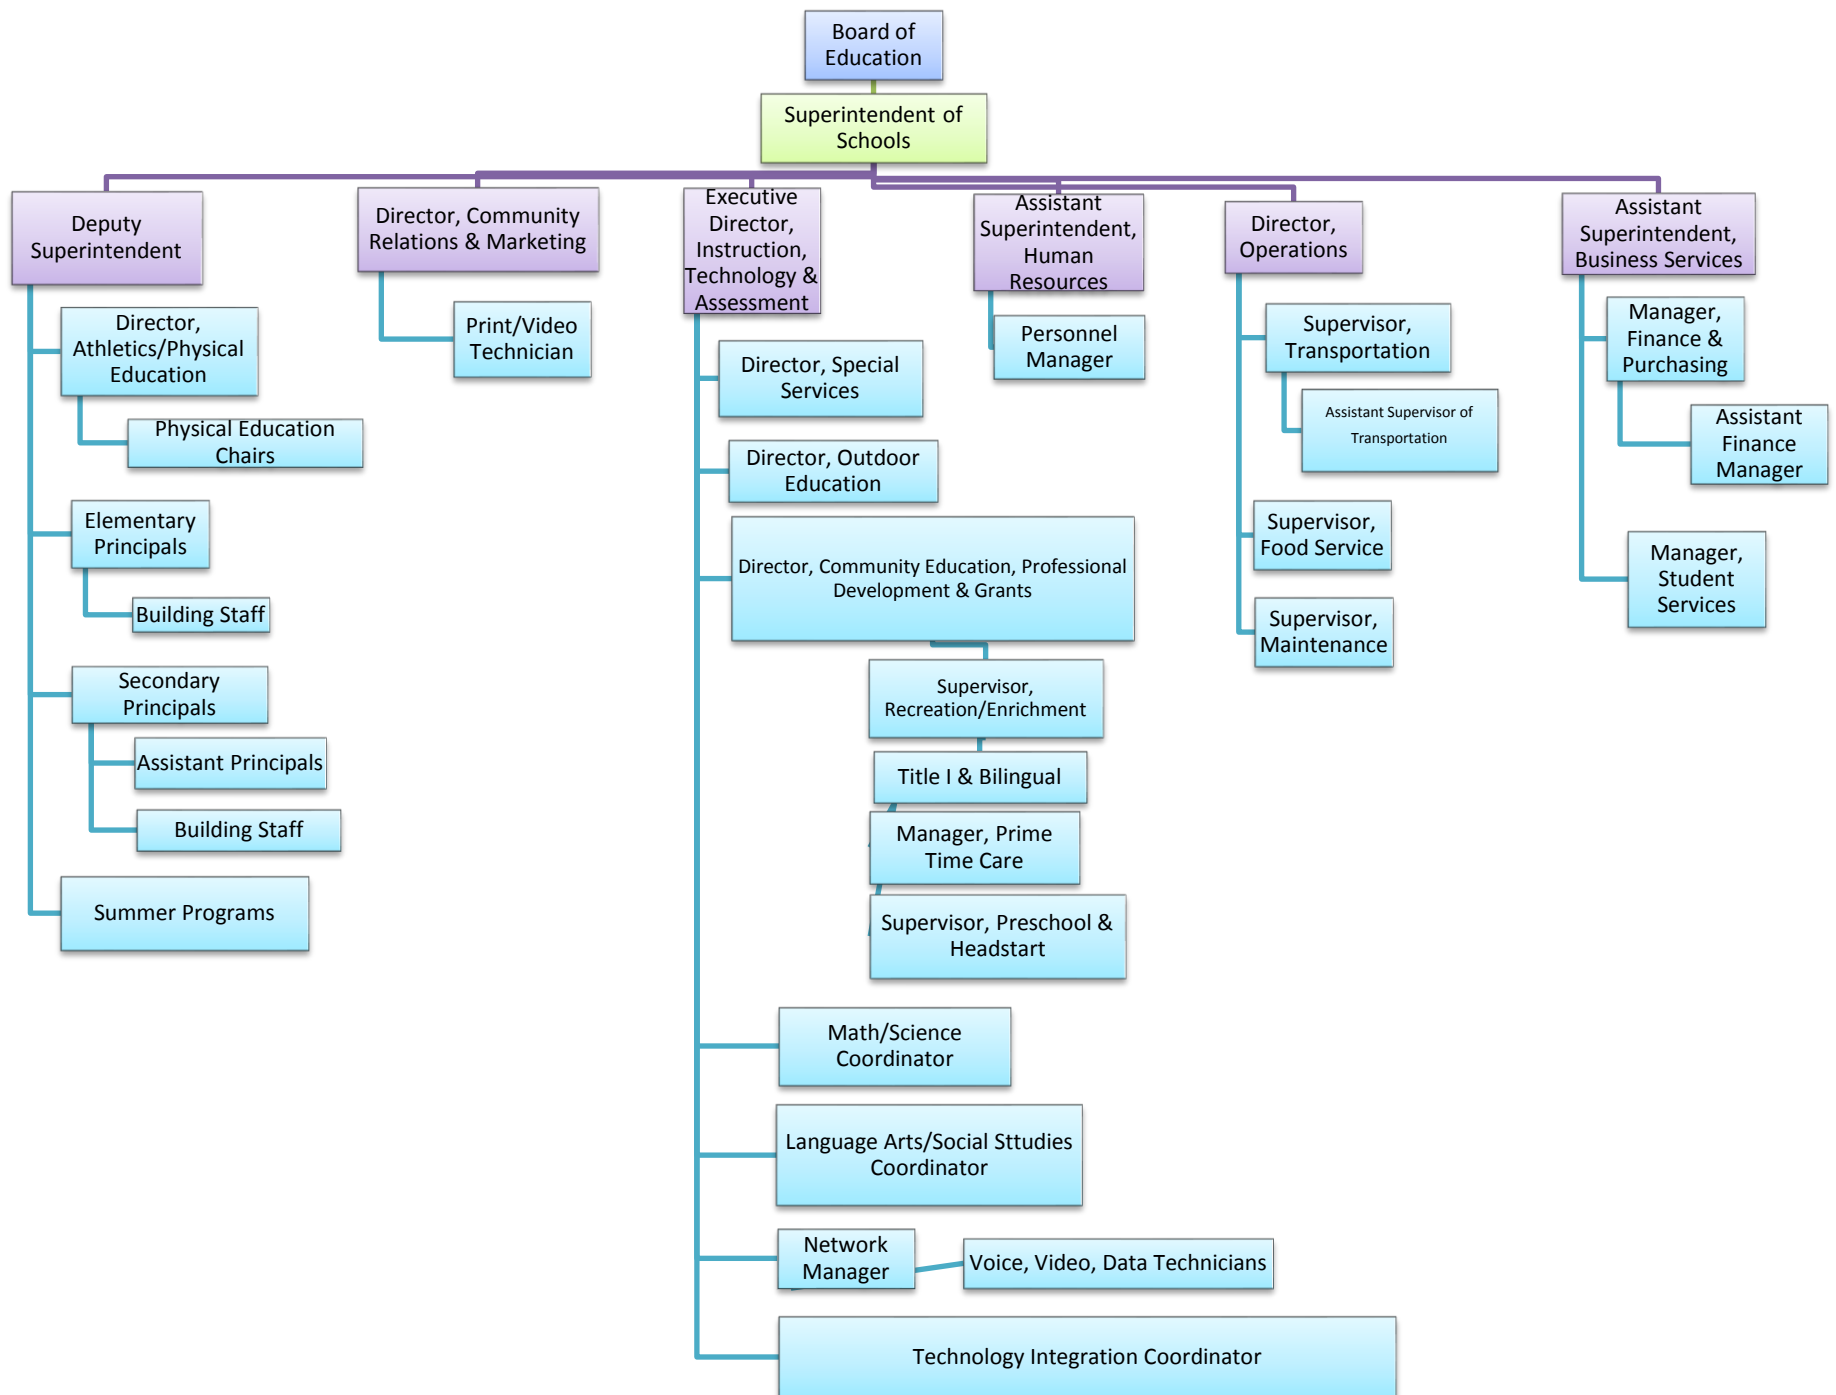 Board of
Education
Superintendent of
Schools
Deputy
Superintendent
Director,
Athletics/Physical
Education
Physical Education
Chairs
Elementary
Principals
Building Staff
Secondary
Principals
Assistant Principals
Building Staff
Summer Programs
Director, Community
Relations & Marketing
Print/Video
Technician
Executive
Director,
Instruction,
Technology &
Assessment
Director, Special
Services
Director, Outdoor
Education
Director, Community Education, Professional
Development & Grants
Supervisor,
Recreation/Enrichment
Title I & Bilingual
Manager, Prime
Time Care
Supervisor, Preschool &
Headstart
Math/Science
Coordinator
Language Arts/Social Sttudies
Coordinator
Network
Manager
Voice, Video, Data Technicians
Technology Integration Coordinator
Assistant
Superintendent,
Human
Resources
Personnel
Manager
Director,
Operations
Supervisor,
Transportation
Assistant Supervisor of
Transportation
Supervisor,
Food Service
Supervisor,
Maintenance
Assistant
Superintendent,
Business Services
Manager,
Finance &
Purchasing
Assistant
Finance
Manager
Manager,
Student
Services